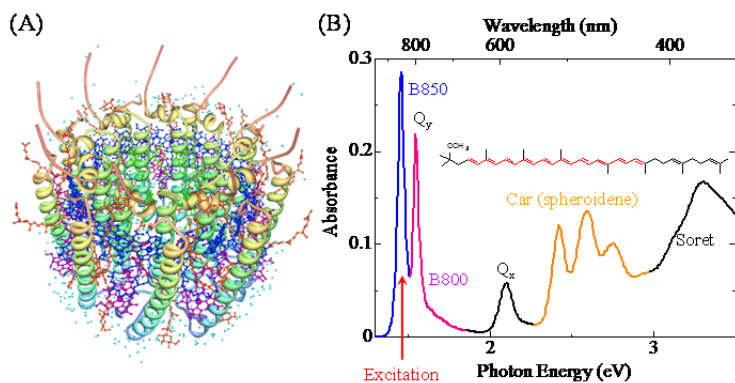 (A)
(B)
Wavelength (nm)
800
600
400
0.3
0.2
0.1
0
Absorbance
B850
Qy
OCH3
Car (spheroidene)
B800
Qx
Soret
2
3
Excitation
Photon Energy (eV)